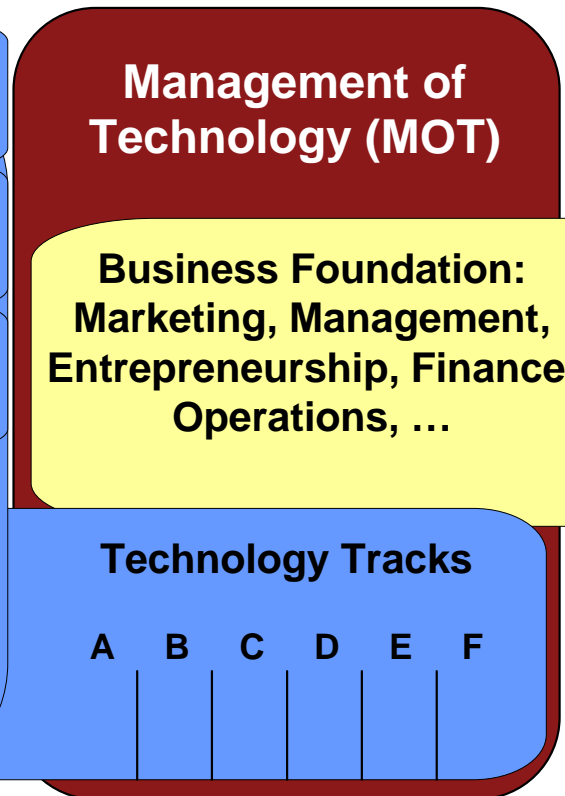 Management of
Technology (MOT)
Business Foundation:
Marketing, Management,
Entrepreneurship, Finance
Operations, …
Technology Tracks
A B C D E F